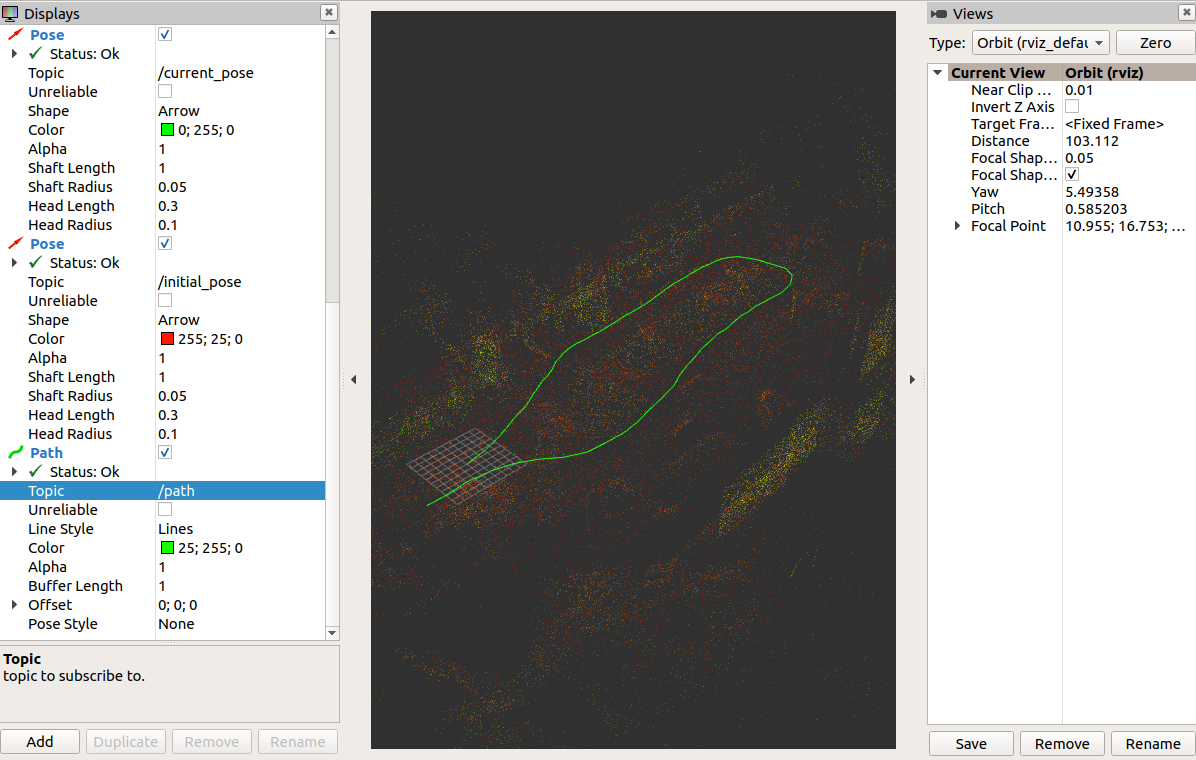 Displays
Pose
Status: Ok
Topic /current_pose
Unreliable
Shape Arrow
Color 0; 255; 0
Alpha 1
Shaft Length 1
Shaft Radius 0.05
Head Length 0.3
Head Radius 0.1
Pose
Status: Ok
Topic /initial_pose
Unreliable
Shape Arrow
Color 255; 25; 0
Alpha 1
Shaft Length 1
Shaft Radius 0.05
Head Length 0.3
Head Radius 0.1
Path
Status: Ok
Topic /path
Unreliable
Line Style Lines
Color 25; 255; 0
Alpha 1
Buffer Length 1
Offset 0; 0; 0
Pose Style None
Topic
topic to subscribe to.
Add Duplicate Remove Rename
Views
Type: Orbit (rviz_defau Zero
Current View Orbit (rviz)
Near Clip ... 0.01
Invert Z Axis
Target Fra... <Fixed Frame>
Distance 103.112
Focal Shap... 0.05
Focal Shap...
Yaw 5.49358
Pitch 0.585203
Focal Point 10.955; 16.753; ...
Save Remove Rename